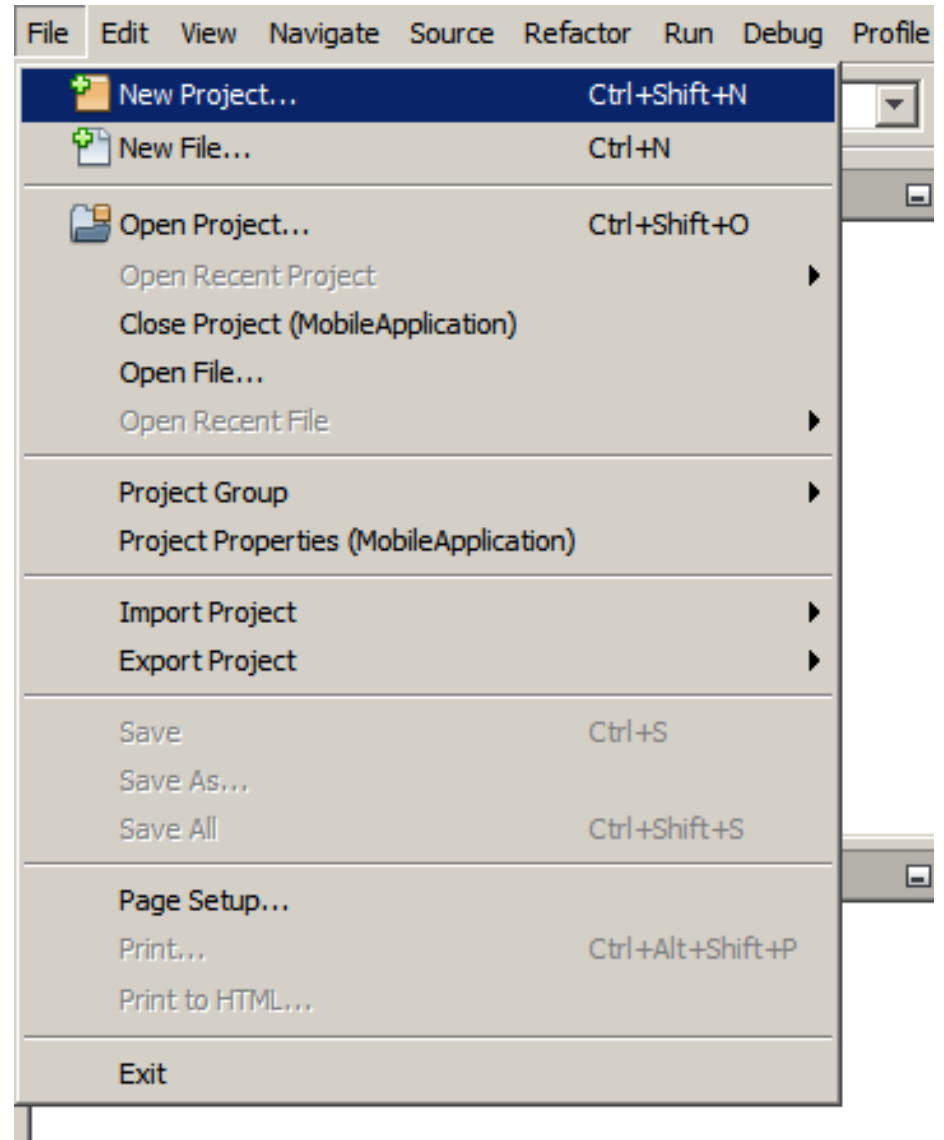 File Edit View Navigate Source Refactor Run Debug Profile
New Project... Ctrl+Shift+N
New File... Ctrl+N
Open Project... Ctrl+Shift+O
Open Recent Project
Close Project (MobileApplication)
Open File...
Open Recent File
Project Group
Project Properties (MobileApplication)
Import Project
Export Project
Save Ctrl+S
Save As...
Save All Ctrl+Shift+S
Page Setup...
Print... Ctrl+Alt+Shift+P
Print to HTML...
Exit